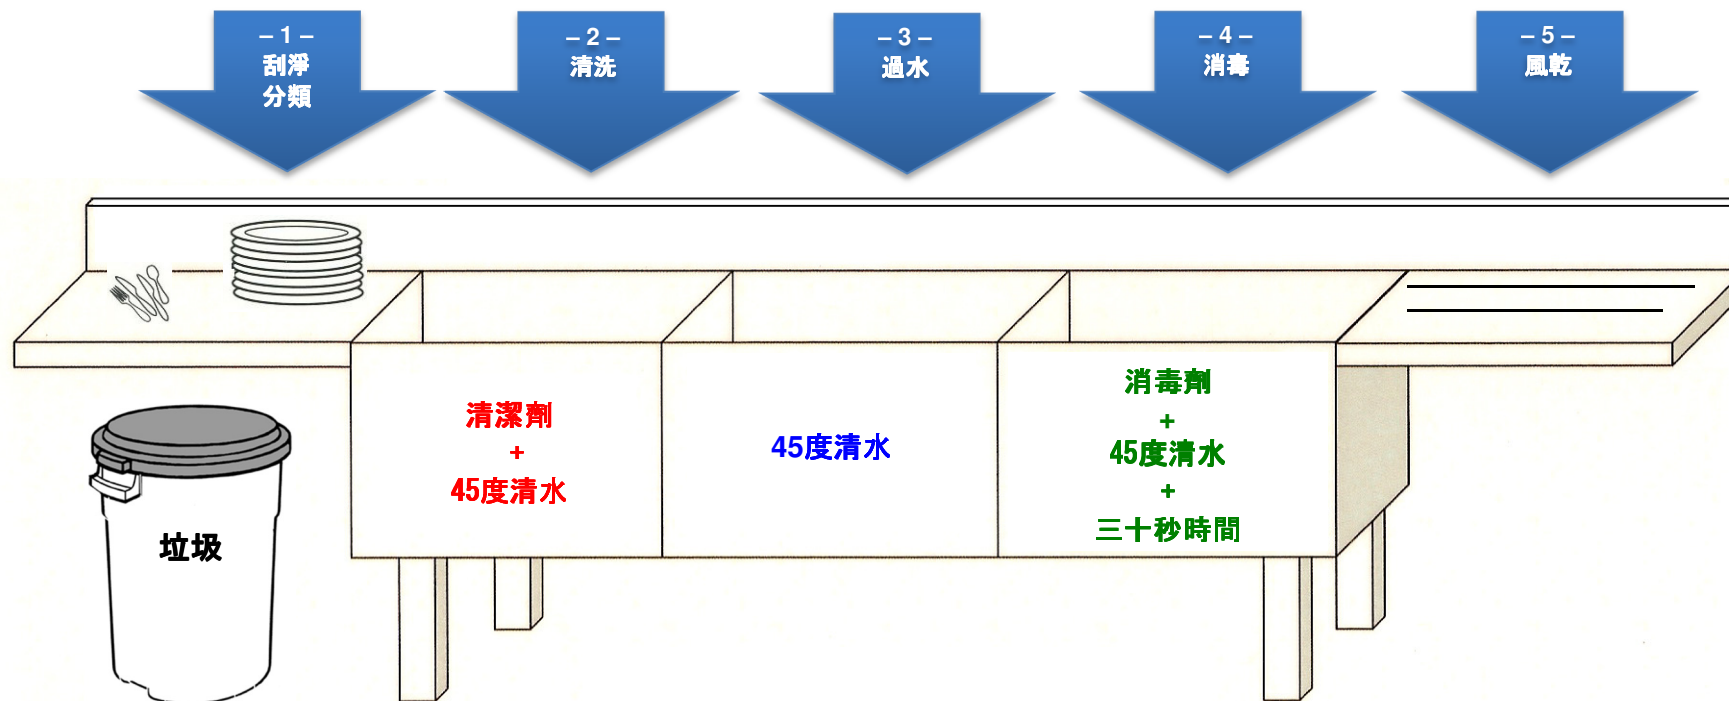 – 1 –
刮淨
分類
– 2 –
清洗
– 3 –
過水
– 4 –
消毒
– 5 –
風乾
清潔劑
+
45度清水
45度清水
消毒劑
+
45度清水
+
三十秒時間
垃圾